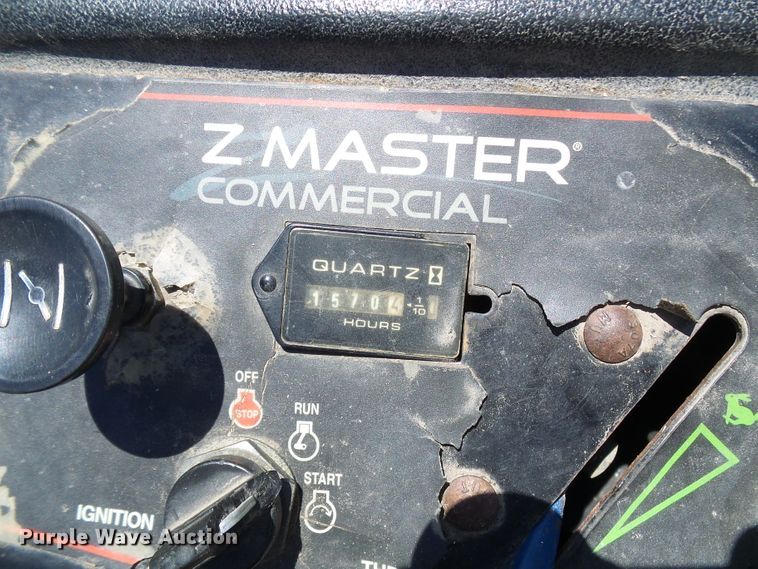 Z MASTER®
COMMERCIAL
QUARTZ
15704 1/10
HOURS
OFF
STOP
RUN
START
IGNITION
Purple Wave Auction